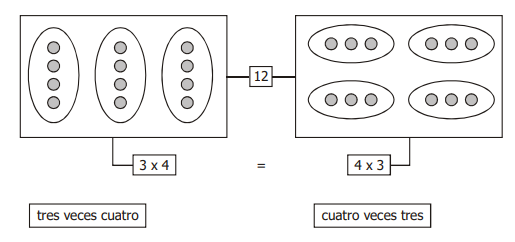 12
3 x 4 = 4 x 3
tres veces cuatro cuatro veces tres